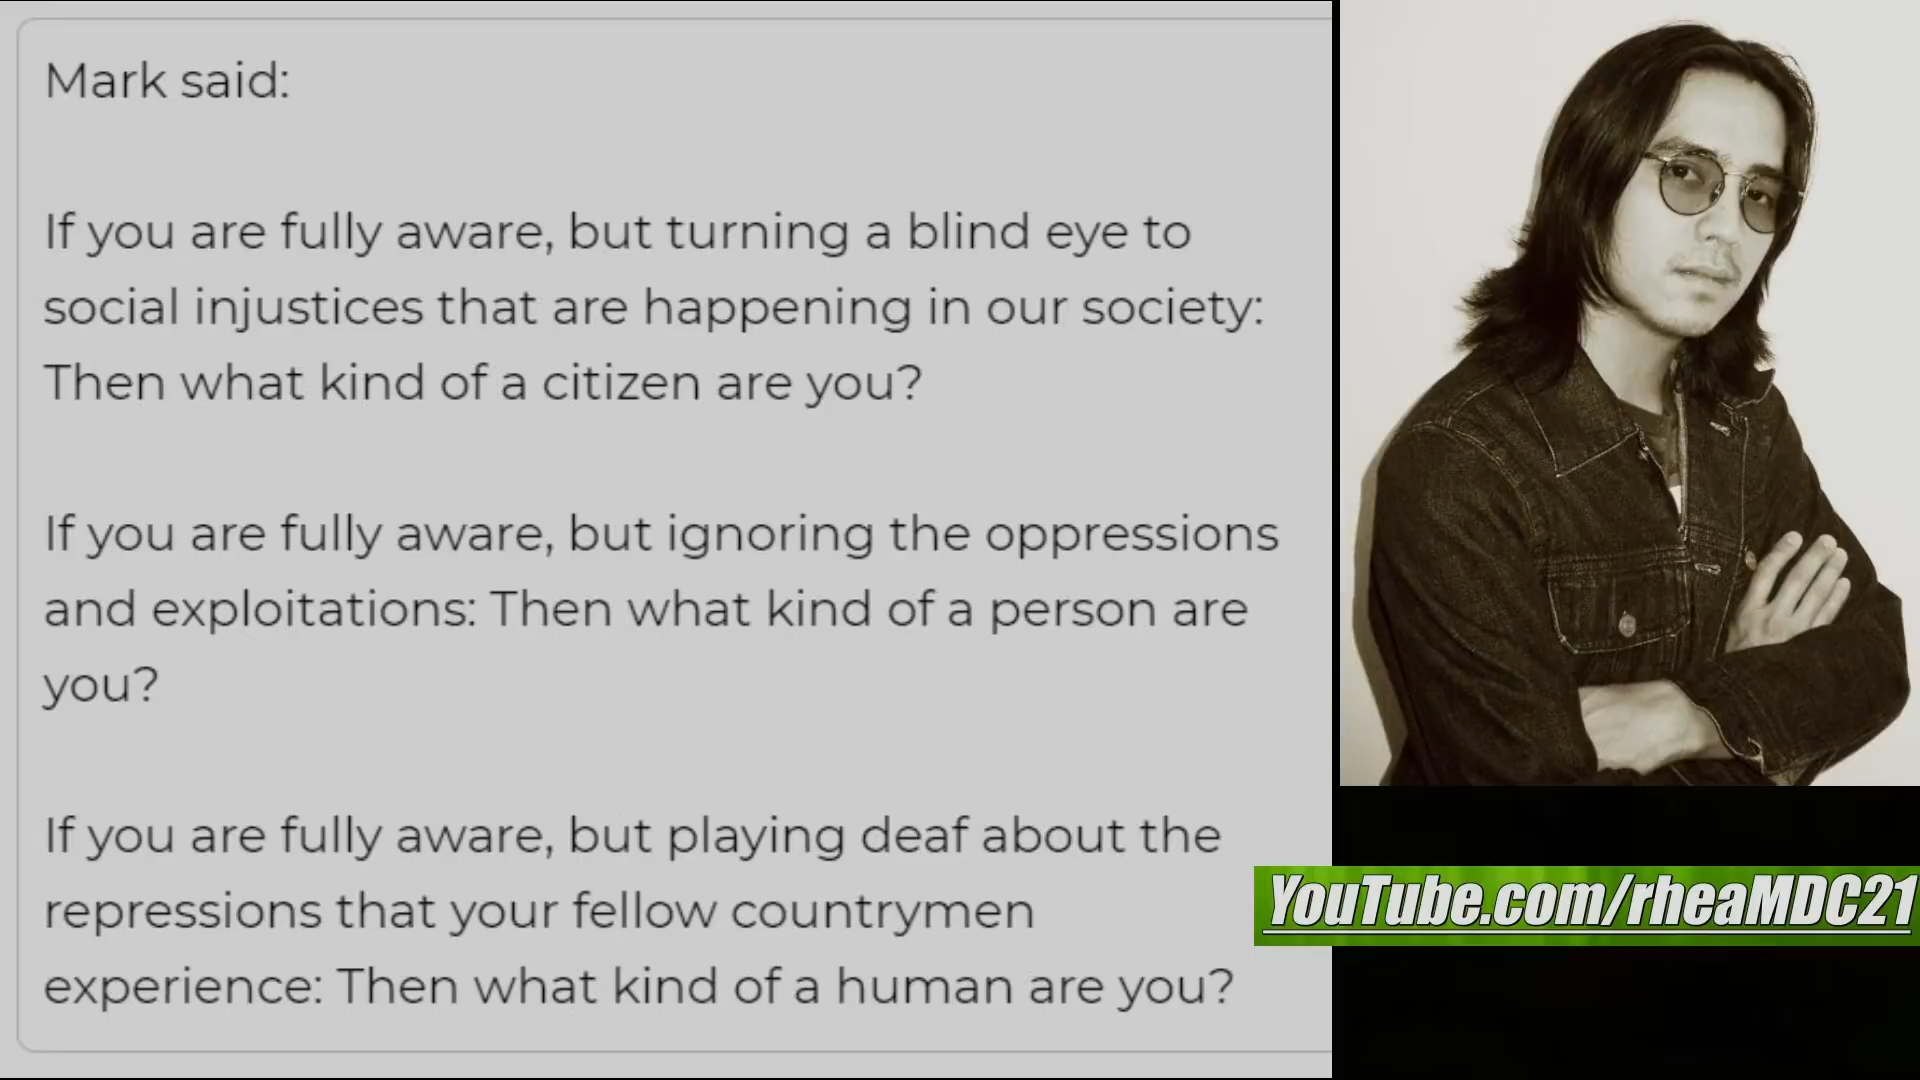 Mark said:
If you are fully aware, but turning a blind eye to
social injustices that are happening in our society:
Then what kind of a citizen are you?
If you are fully aware, but ignoring the oppressions
and exploitations: Then what kind of a person are
you?
If you are fully aware, but playing deaf about the
repressions that your fellow countrymen
experience: Then what kind of a human are you?
YouTube.com/rheaMDC21